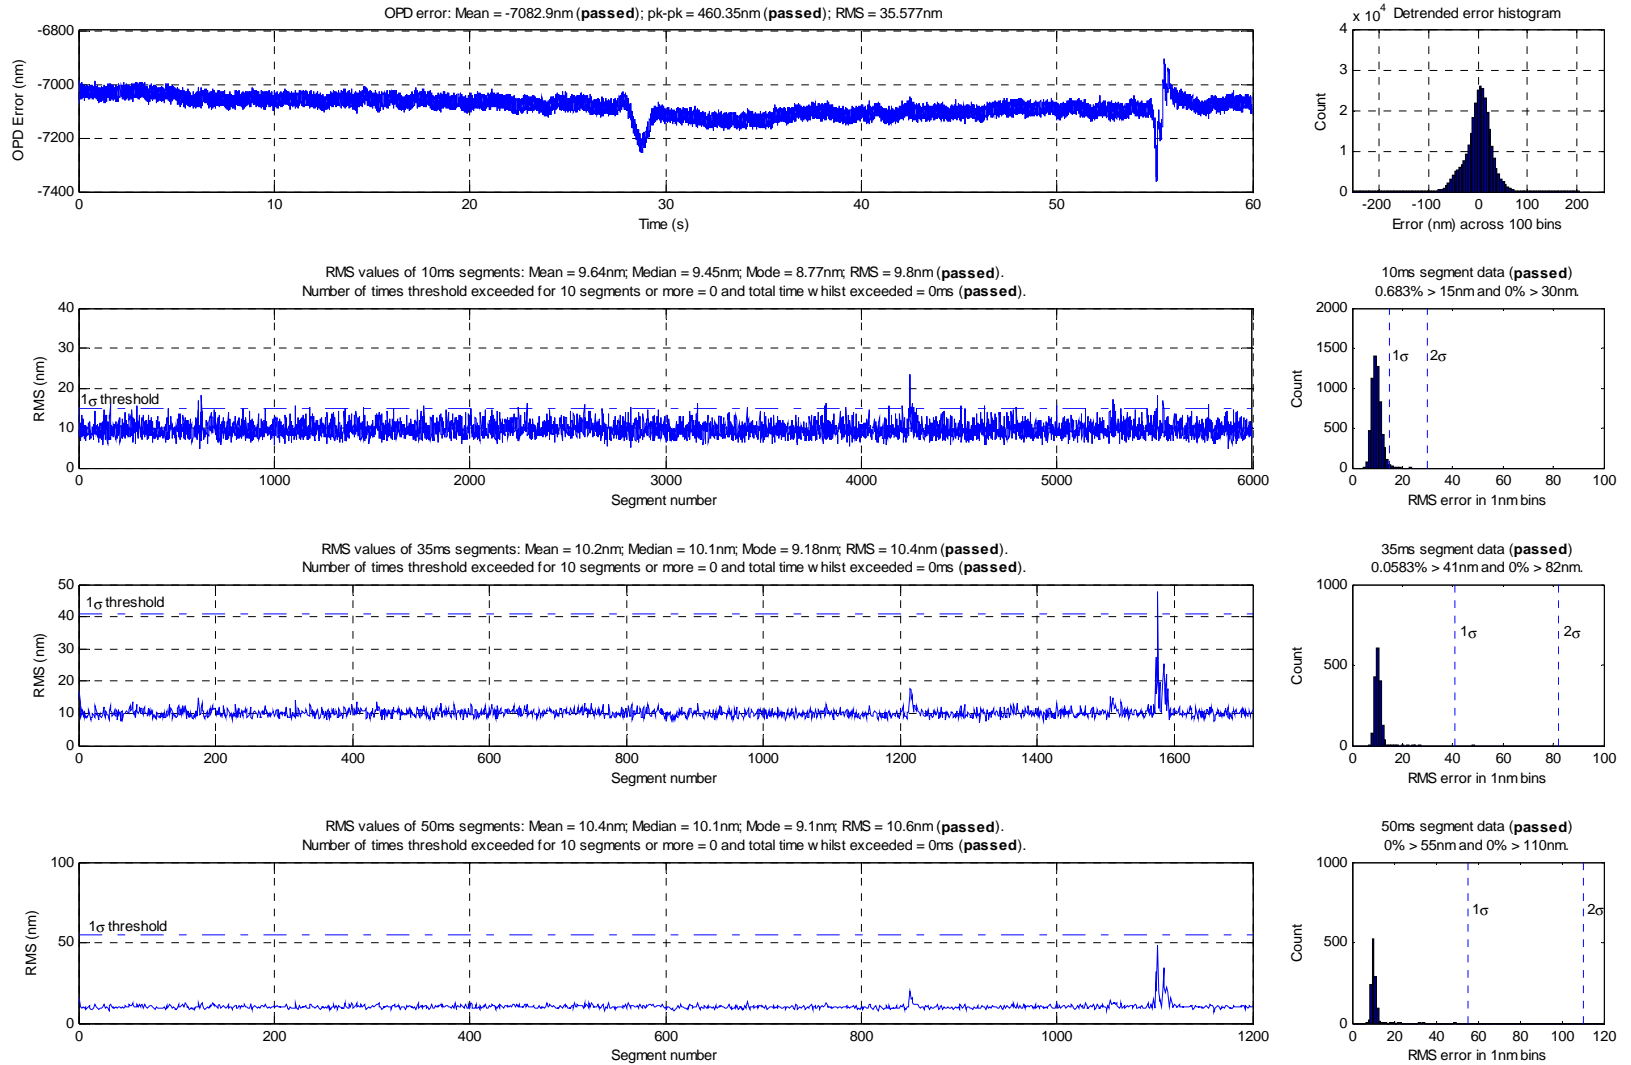 OPD error: Mean = -7082.9nm (passed); pk-pk = 460.35nm (passed); RMS = 35.577nm
-6800
-7000
-7200
-7400
OPD Error (nm)
0 10 20 30 40 50 60
Time (s)
x 10^4 Detrended error histogram
4
3
2
1
0
Count
-200 -100 0 100 200
Error (nm) across 100 bins
RMS values of 10ms segments: Mean = 9.64nm; Median = 9.45nm; Mode = 8.77nm; RMS = 9.8nm (passed).
Number of times threshold exceeded for 10 segments or more = 0 and total time whilst exceeded = 0ms (passed).
40
30
20
10
0
RMS (nm)
1σ threshold
0 1000 2000 3000 4000 5000 6000
Segment number
10ms segment data (passed)
0.683% > 15nm and 0% > 30nm.
2000
1500
1000
500
0
Count
1σ 2σ
0 20 40 60 80 100
RMS error in 1nm bins
RMS values of 35ms segments: Mean = 10.2nm; Median = 10.1nm; Mode = 9.18nm; RMS = 10.4nm (passed).
Number of times threshold exceeded for 10 segments or more = 0 and total time whilst exceeded = 0ms (passed).
50
40
30
20
10
0
RMS (nm)
1σ threshold
0 200 400 600 800 1000 1200 1400 1600
Segment number
35ms segment data (passed)
0.0583% > 41nm and 0% > 82nm.
1000
500
0
Count
1σ 2σ
0 20 40 60 80 100
RMS error in 1nm bins
RMS values of 50ms segments: Mean = 10.4nm; Median = 10.1nm; Mode = 9.1nm; RMS = 10.6nm (passed).
Number of times threshold exceeded for 10 segments or more = 0 and total time whilst exceeded = 0ms (passed).
100
50
0
RMS (nm)
1σ threshold
0 200 400 600 800 1000 1200
Segment number
50ms segment data (passed)
0% > 55nm and 0% > 110nm.
1000
500
0
Count
1σ 2σ
0 20 40 60 80 100 120
RMS error in 1nm bins